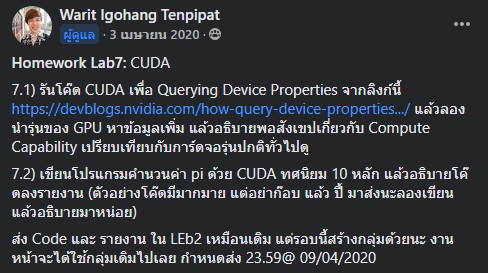 Warit Igohang Tenpipat
ผู้ดูแล · 3 เมษายน 2020 ·
Homework Lab7: CUDA
7.1) รันโค๊ด CUDA เพื่อ Querying Device Properties จากลิงก์นี้
https://devblogs.nvidia.com/how-query-device-properties.../ แล้วลอง
นำรุ่นของ GPU หาข้อมูลเพิ่ม แล้วอธิบายพอสังเขปเกี่ยวกับ Compute
Capability เปรียบเทียบกับการ์ดจอรุ่นปกติทั่วไปดู
7.2) เขียนโปรแกรมคำนวนค่า pi ด้วย CUDA ทศนิยม 10 หลัก แล้วอธิบายโค๊
ดลงรายงาน (ตัวอย่างโค๊ดมีมากมาย แต่อย่าก๊อบ แล้ว ปี้ มาส่งนะลองเขียน
แล้วอธิบายมาหน่อย)
ส่ง Code และ รายงาน ใน LEb2 เหมือนเดิม แต่รอบนี้สร้างกลุ่มด้วยนะ งาน
หน้าจะได้ใช้กลุ่มเดิมไปเลย กำหนดส่ง 23.59@ 09/04/2020